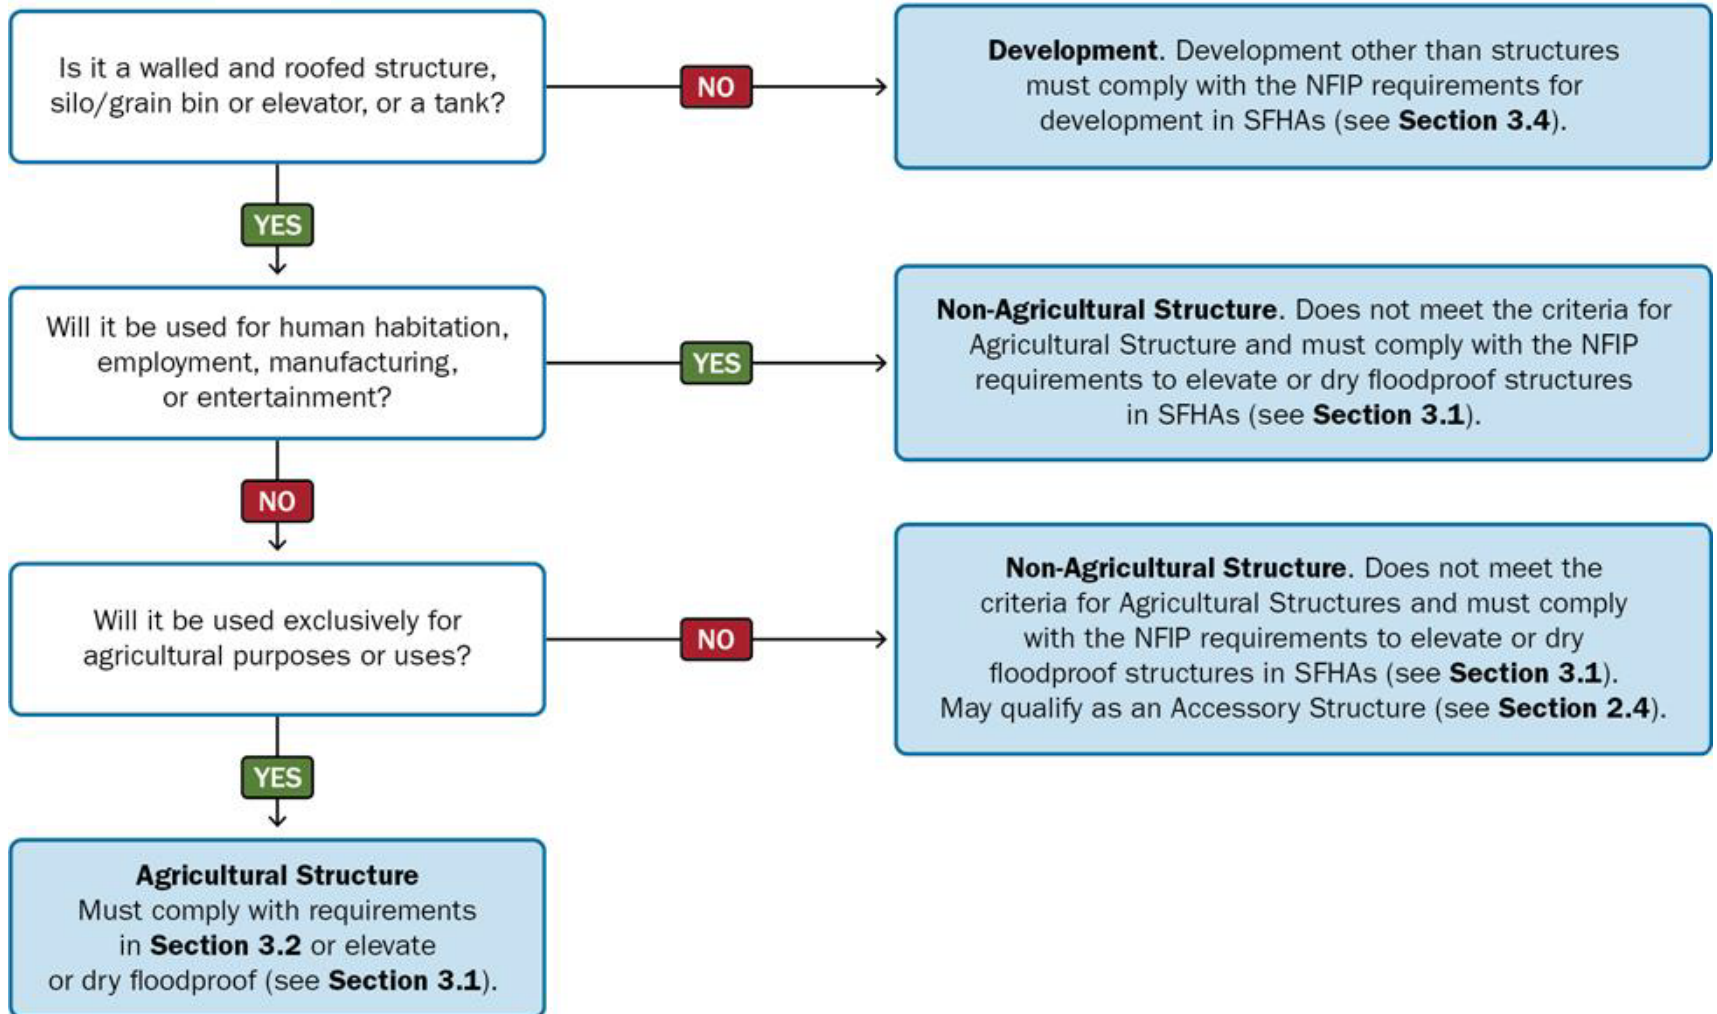 Is it a walled and roofed structure,
silo/grain bin or elevator, or a tank?
NO
Development. Development other than structures
must comply with the NFIP requirements for
development in SFHAs (see Section 3.4).
YES
Will it be used for human habitation,
employment, manufacturing,
or entertainment?
YES
Non-Agricultural Structure. Does not meet the criteria for
Agricultural Structure and must comply with the NFIP
requirements to elevate or dry floodproof structures
in SFHAs (see Section 3.1).
NO
Will it be used exclusively for
agricultural purposes or uses?
NO
Non-Agricultural Structure. Does not meet the
criteria for Agricultural Structures and must comply
with the NFIP requirements to elevate or dry
floodproof structures in SFHAs (see Section 3.1).
May qualify as an Accessory Structure (see Section 2.4).
YES
Agricultural Structure
Must comply with requirements
in Section 3.2 or elevate
or dry floodproof (see Section 3.1).